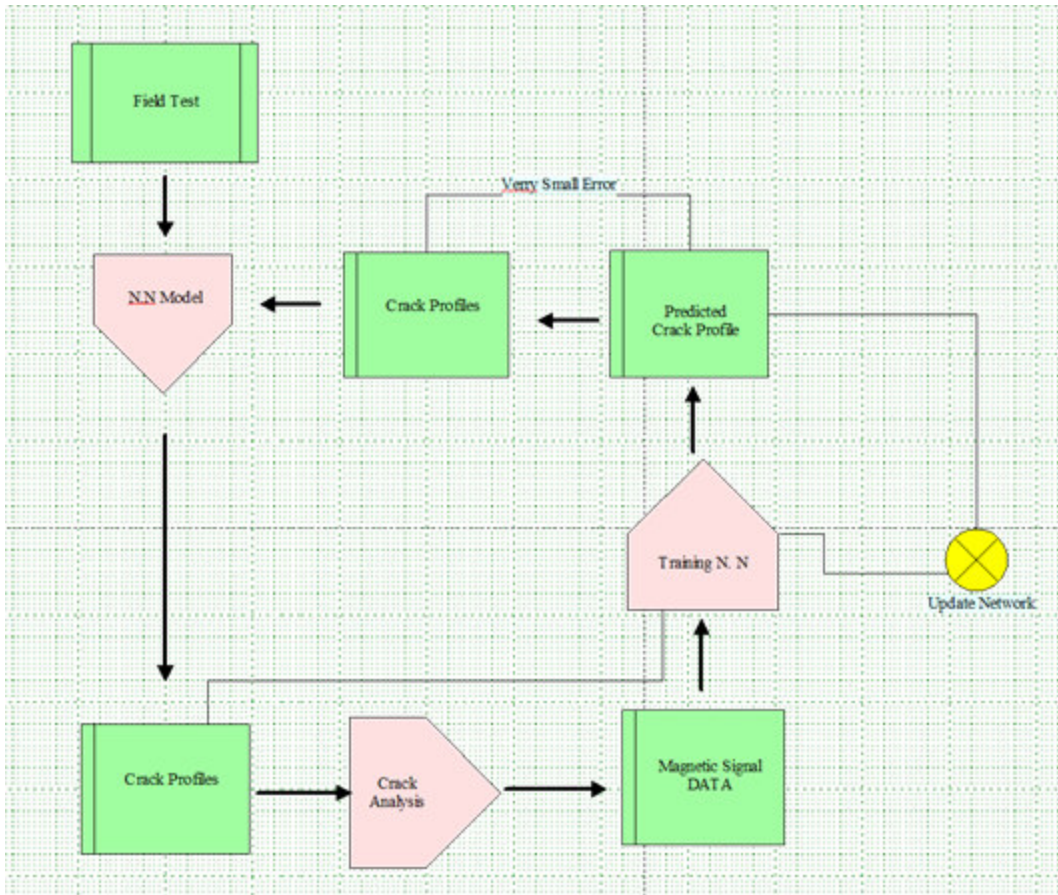 Field Test
Verry Small Error
N.N Model
Crack Profiles
Predicted
Crack Profile
Training N. N
Update Network
Crack Profiles
Crack
Analysis
Magnetic Signal
DATA